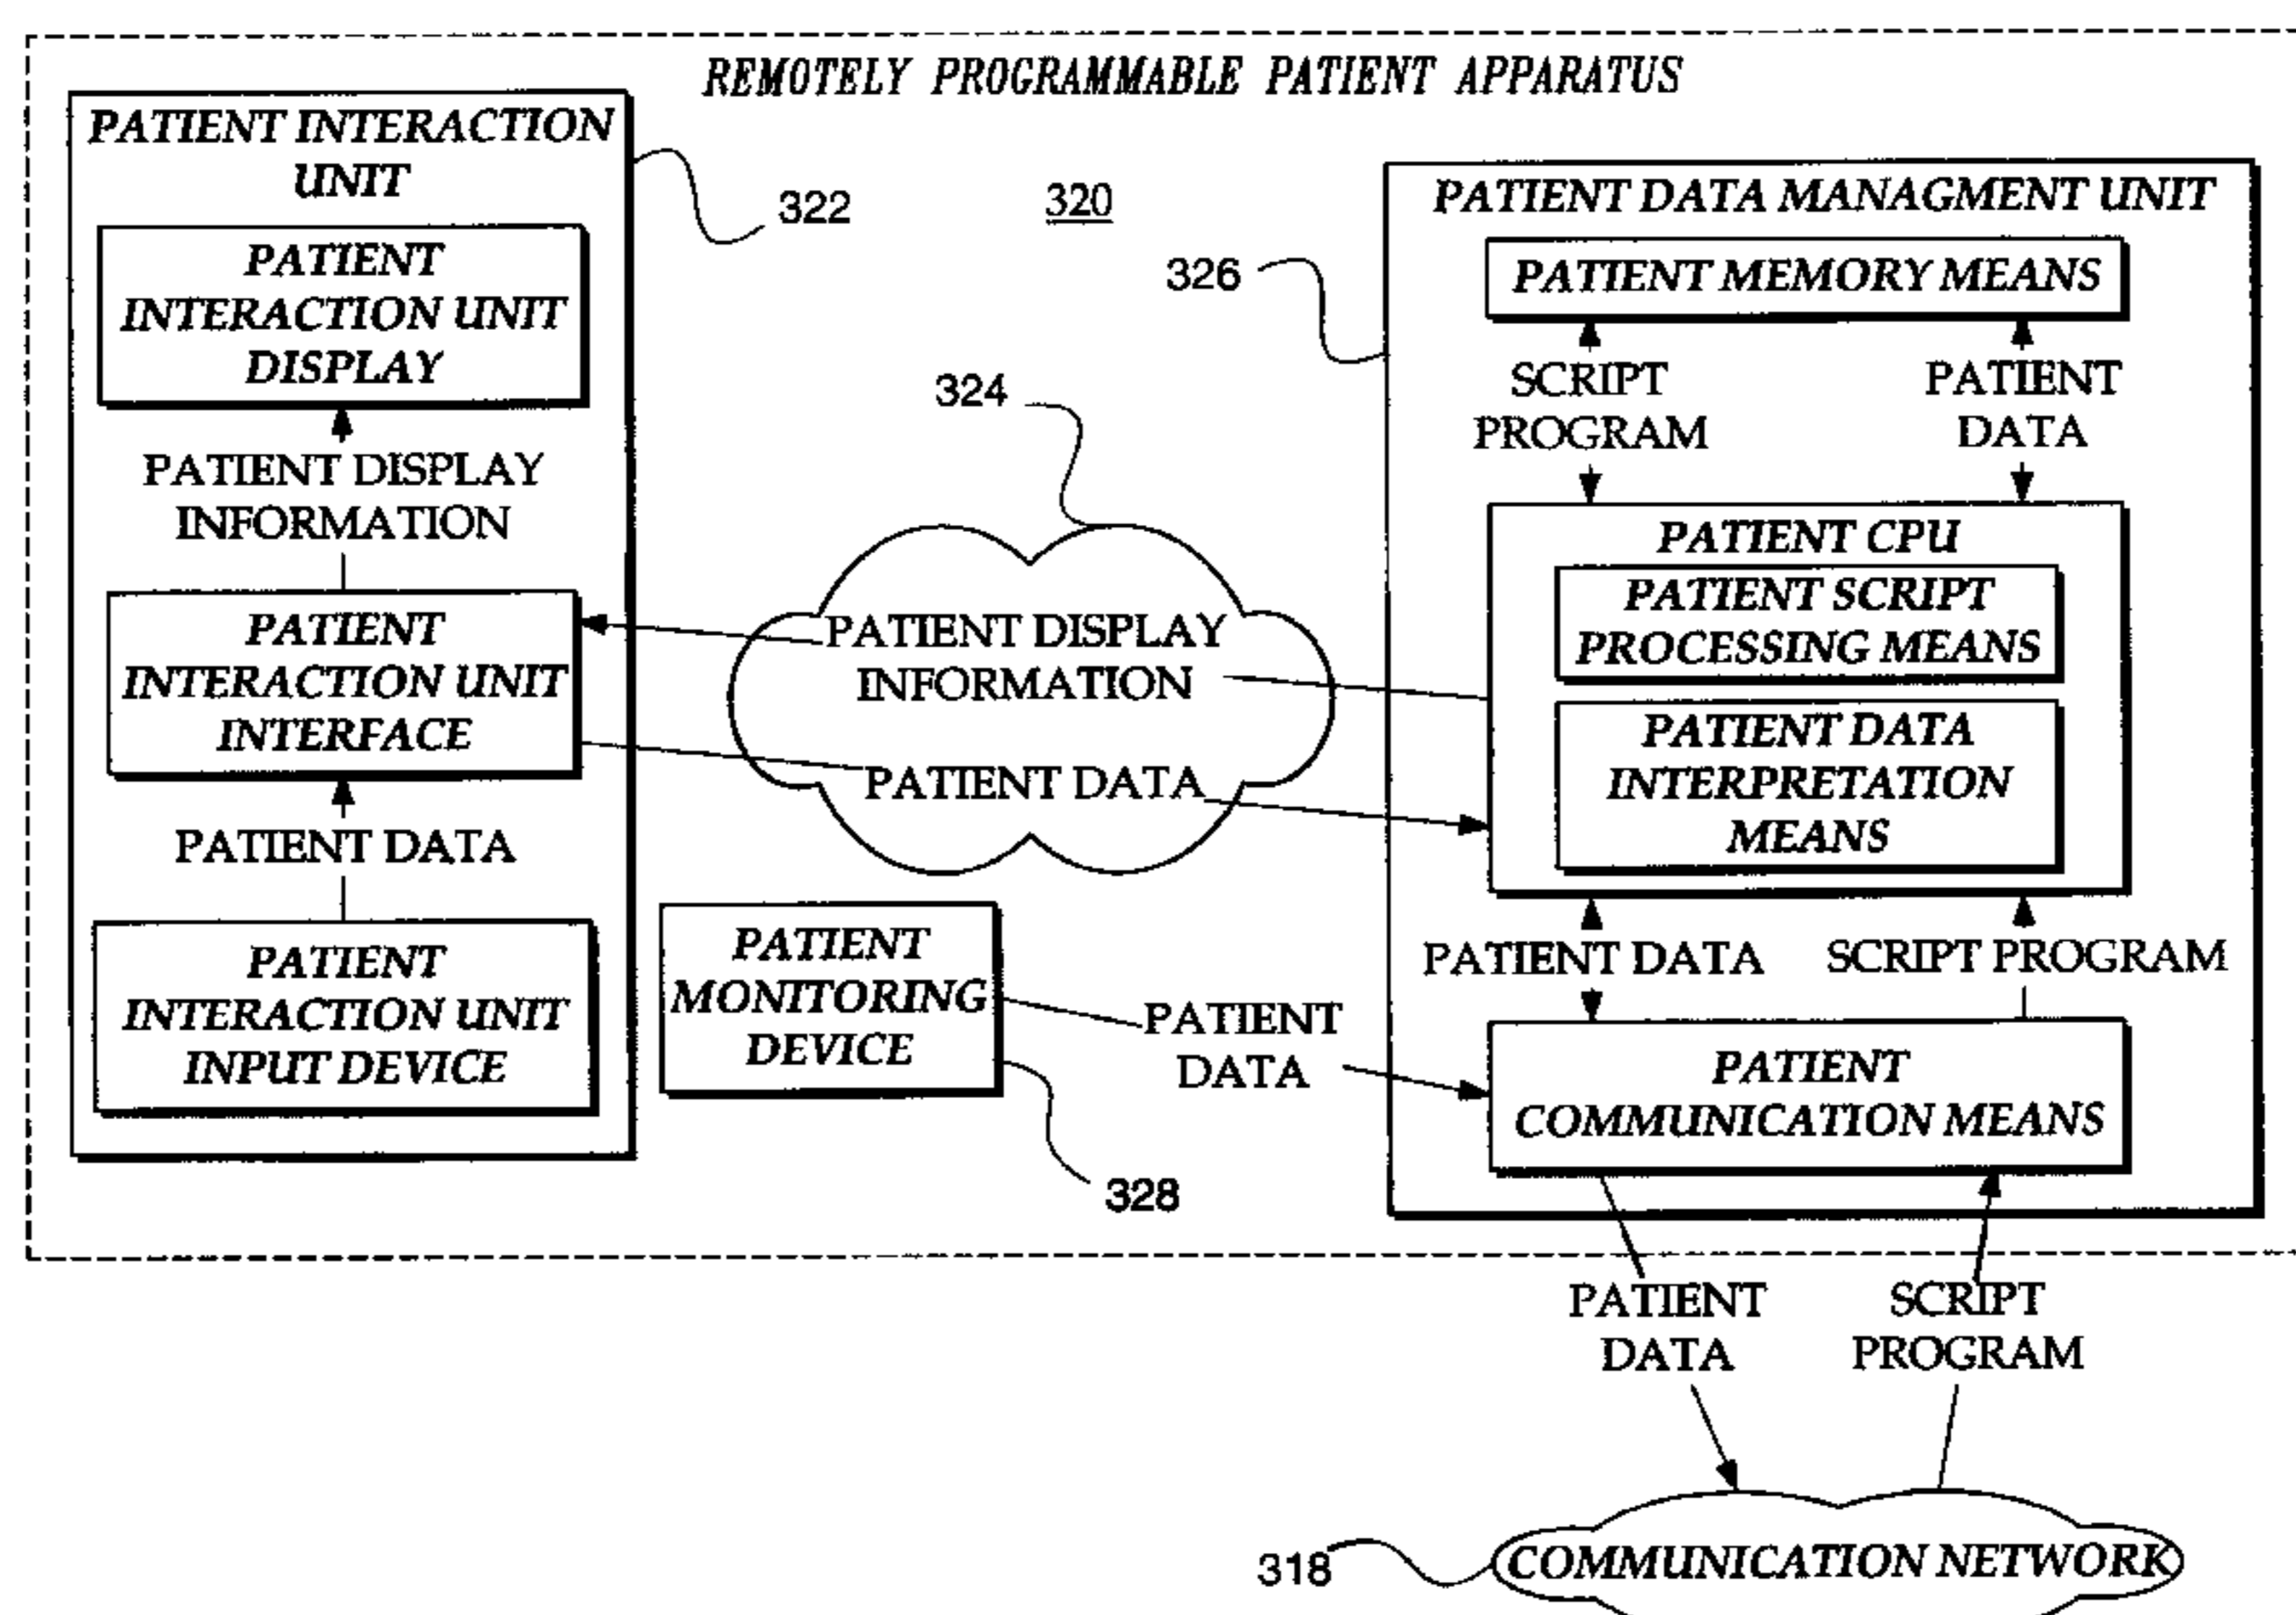 REMOTELY PROGRAMMABLE PATIENT APPARATUS
PATIENT INTERACTION
UNIT
322
320
PATIENT
INTERACTION UNIT
DISPLAY
PATIENT DISPLAY
INFORMATION
PATIENT
INTERACTION UNIT
INTERFACE
PATIENT DATA
PATIENT
INTERACTION UNIT
INPUT DEVICE
324
PATIENT DISPLAY
INFORMATION
PATIENT DATA
PATIENT
MONITORING
DEVICE
328
PATIENT
DATA
326
PATIENT DATA MANAGMENT UNIT
PATIENT MEMORY MEANS
SCRIPT
PROGRAM
PATIENT
DATA
PATIENT CPU
PATIENT SCRIPT
PROCESSING MEANS
PATIENT DATA
INTERPRETATION
MEANS
PATIENT DATA
SCRIPT PROGRAM
PATIENT
COMMUNICATION MEANS
PATIENT
DATA
SCRIPT
PROGRAM
318
COMMUNICATION NETWORK